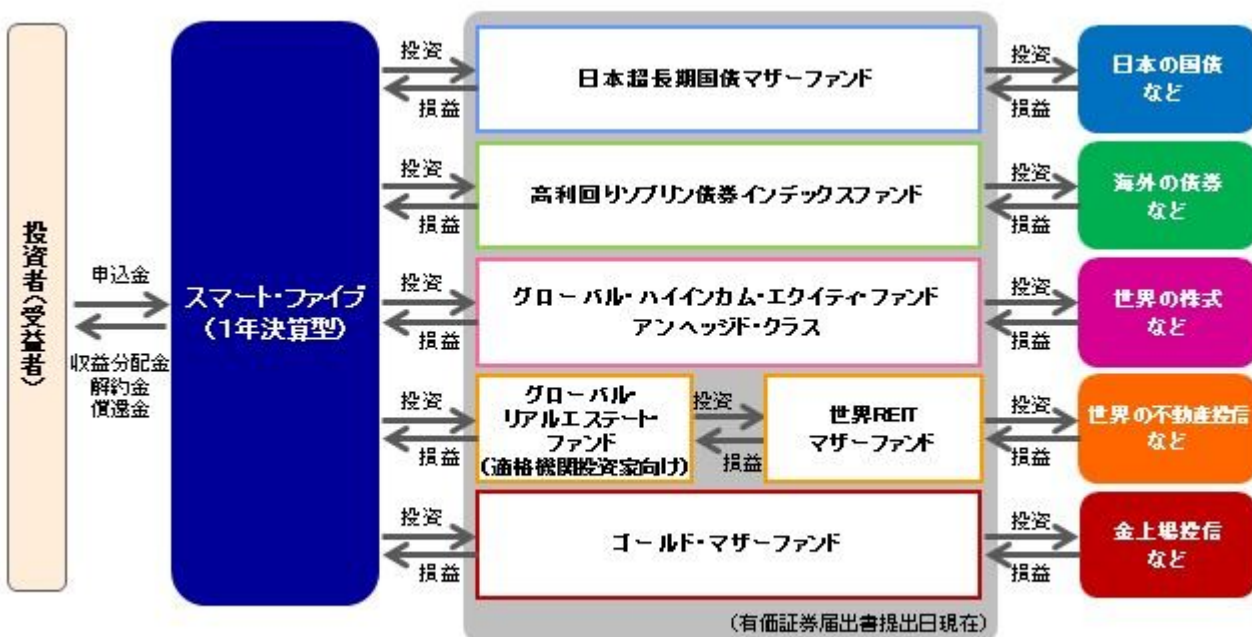 投資者(受益者)
申込金
収益分配金
解約金
償還金
スマート・ファイブ
(1年決算型)
投資
損益
日本超長期国債マザーファンド
投資
損益
日本の国債
など
投資
損益
高利回りソブリン債券インデックスファンド
投資
損益
海外の債券
など
投資
損益
グローバル・ハイインカム・エクイティ・ファンド
アンヘッジド・クラス
投資
損益
世界の株式
など
投資
損益
グローバル・
リアルエステート・
ファンド
(適格機関投資家向け)
投資
損益
世界REIT
マザーファンド
投資
損益
世界の不動産投信
など
投資
損益
ゴールド・マザーファンド
投資
損益
金上場投信
など
(有価証券届出書提出日現在)